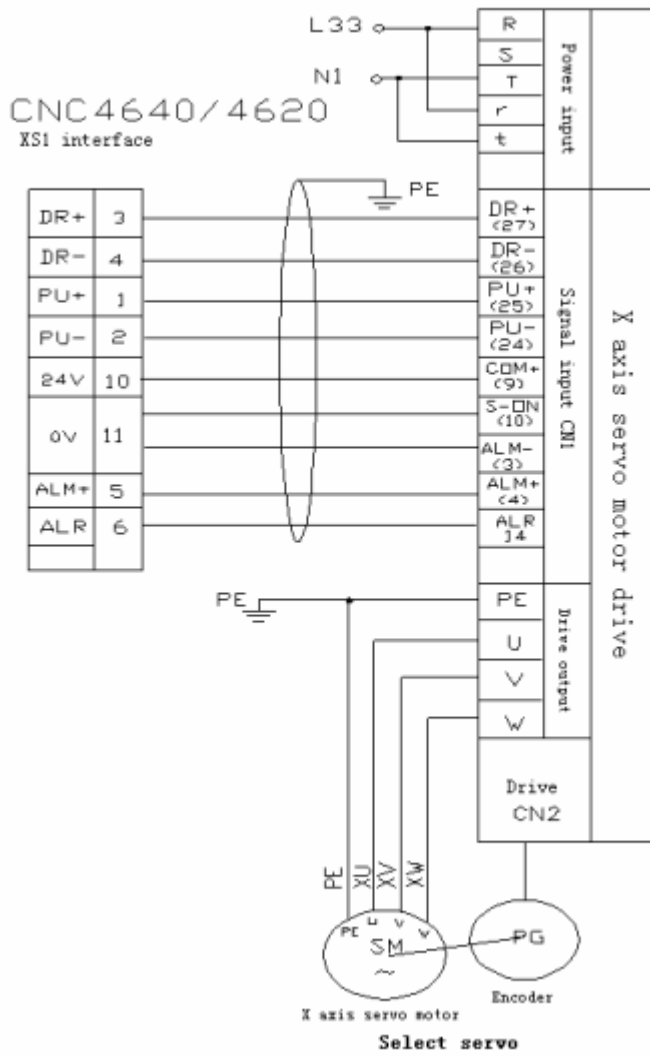 L33
R
S
N1
T
r
t
Power input
CNC4640/4620
XS1 interface
PE
DR+ 3
DR+
(27)
DR- 4
DR-
(26)
PU+ 1
PU+
(25)
PU- 2
PU-
(24)
24V 10
COM+
(9)
0V 11
S-ON
(10)
ALM-
(3)
ALM+ 5
ALM+
(4)
ALR 6
ALR
14
Signal input CN1
X axis servo motor drive
PE
PE
U
V
W
Drive output
Drive
CN2
PE
XU
XV
XW
PE
U
V
W
SM
~
PG
Encoder
X axis servo motor
Select servo